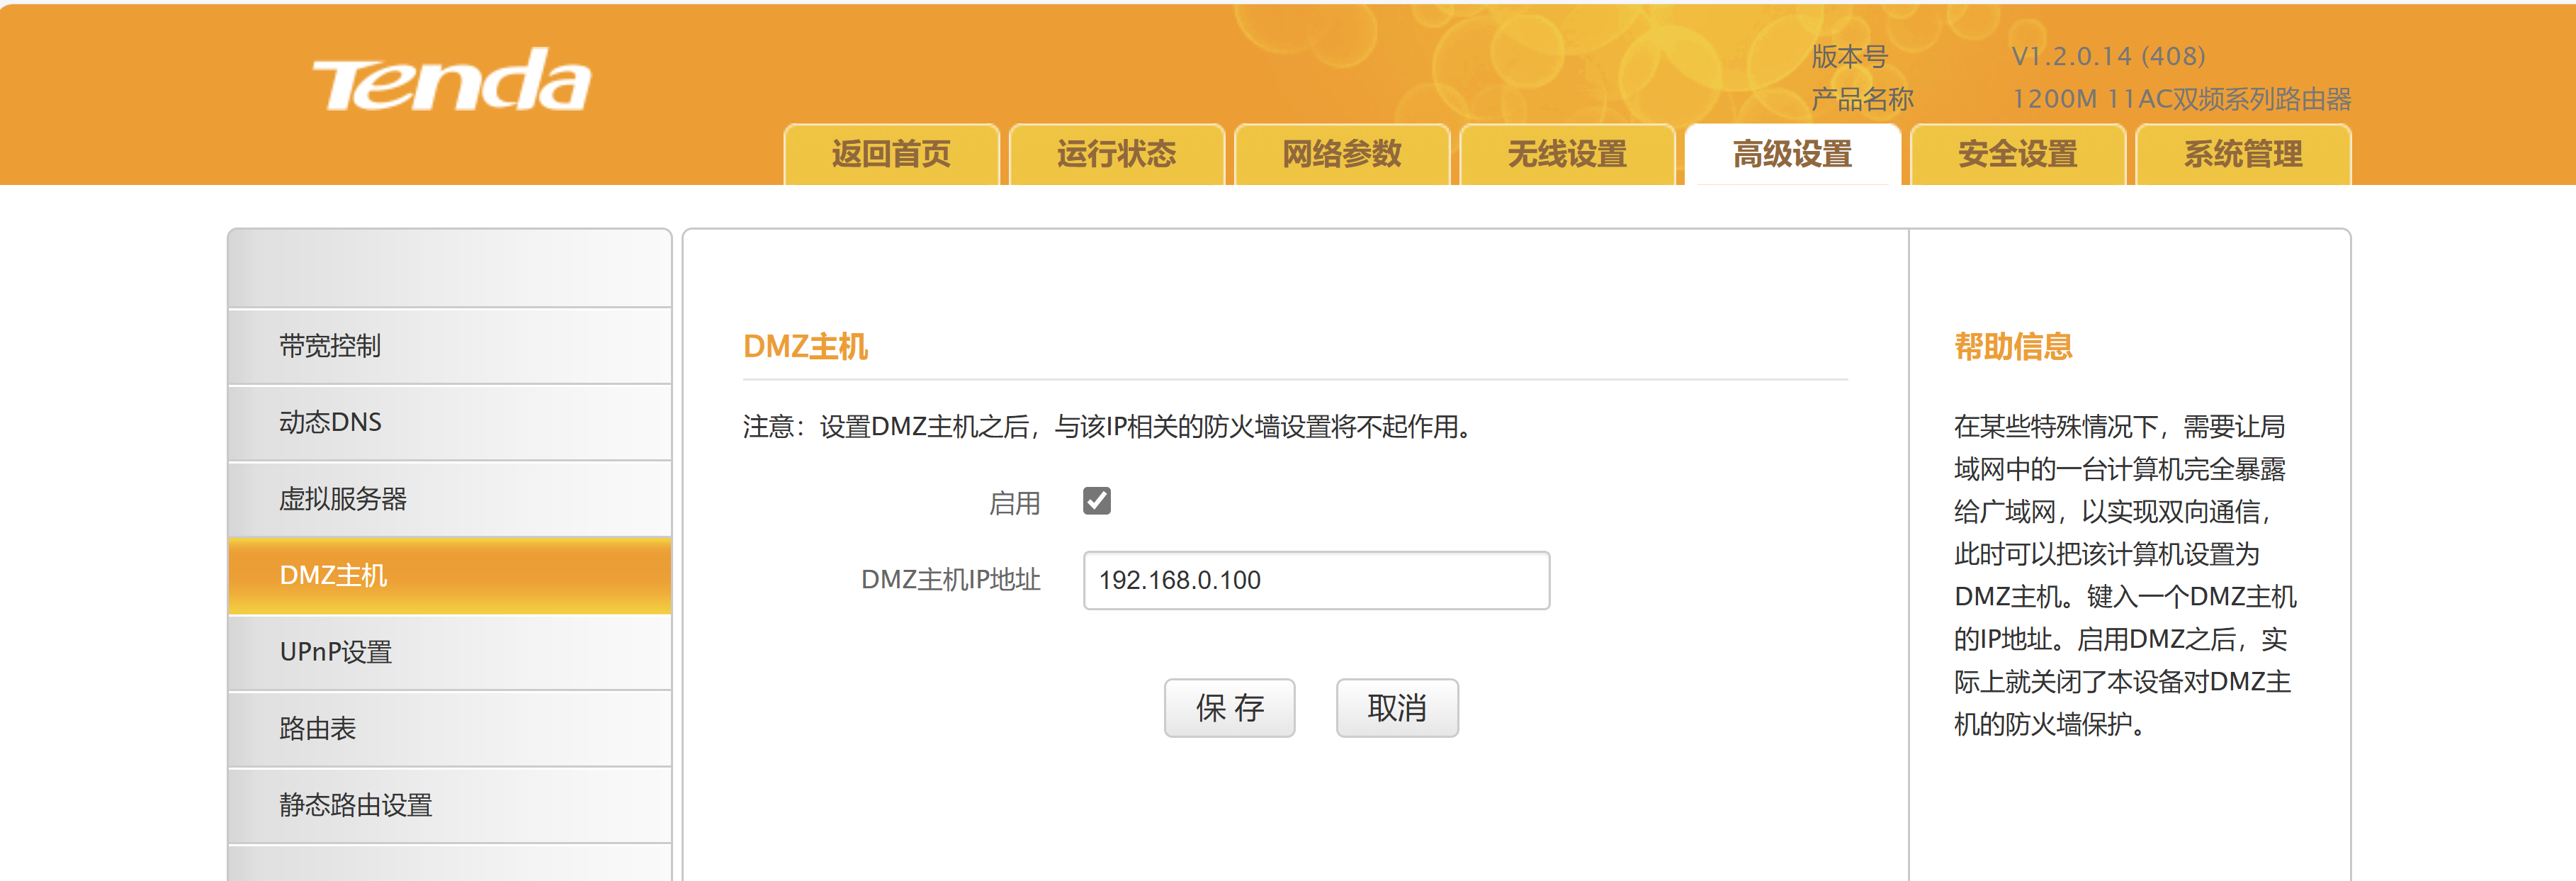 Tenda
版本号 V1.2.0.14 (408)
产品名称 1200M 11AC双频系列路由器
返回首页 运行状态 网络参数 无线设置 高级设置 安全设置 系统管理
带宽控制
动态DNS
虚拟服务器
DMZ主机
UPnP设置
路由表
静态路由设置
DMZ主机
注意：设置DMZ主机之后，与该IP相关的防火墙设置将不起作用。
启用
DMZ主机IP地址 192.168.0.100
保 存 取消
帮助信息
在某些特殊情况下，需要让局
域网中的一台计算机完全暴露
给广域网，以实现双向通信，
此时可以把该计算机设置为
DMZ主机。键入一个DMZ主机
的IP地址。启用DMZ之后，实
际上就关闭了本设备对DMZ主
机的防火墙保护。